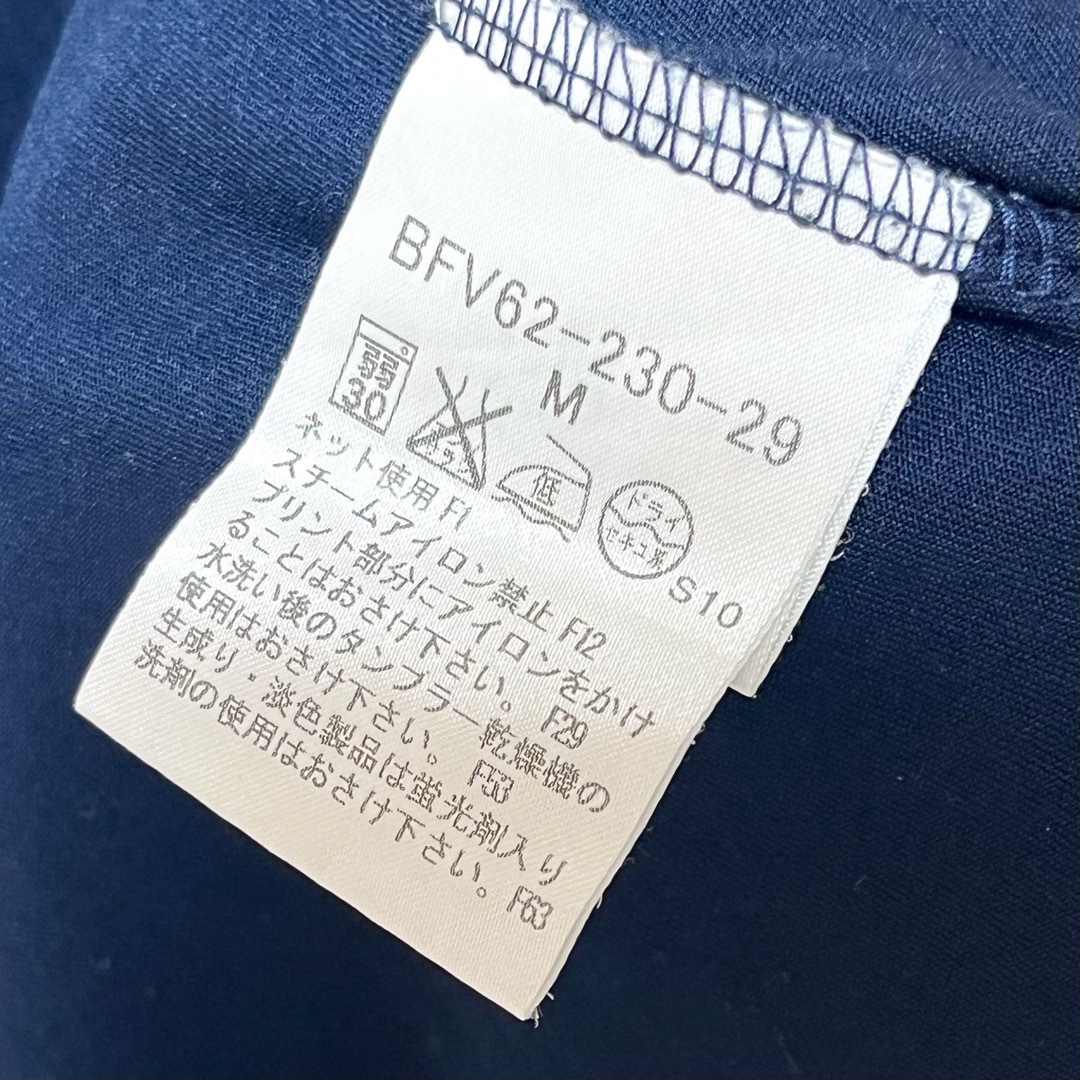 BFV62-230-29
M
弱 30 エンソ 低 ドライ セキユ系
S10
ネット使用 F1
スチームアイロン禁止 F12
プリント部分にアイロンをかけ
ることはおさけ下さい。 F29
水洗い後のタンブラー乾燥機の
使用はおさけ下さい。 F53
生成り・淡色製品は蛍光剤入り
洗剤の使用はおさけ下さい。 F63